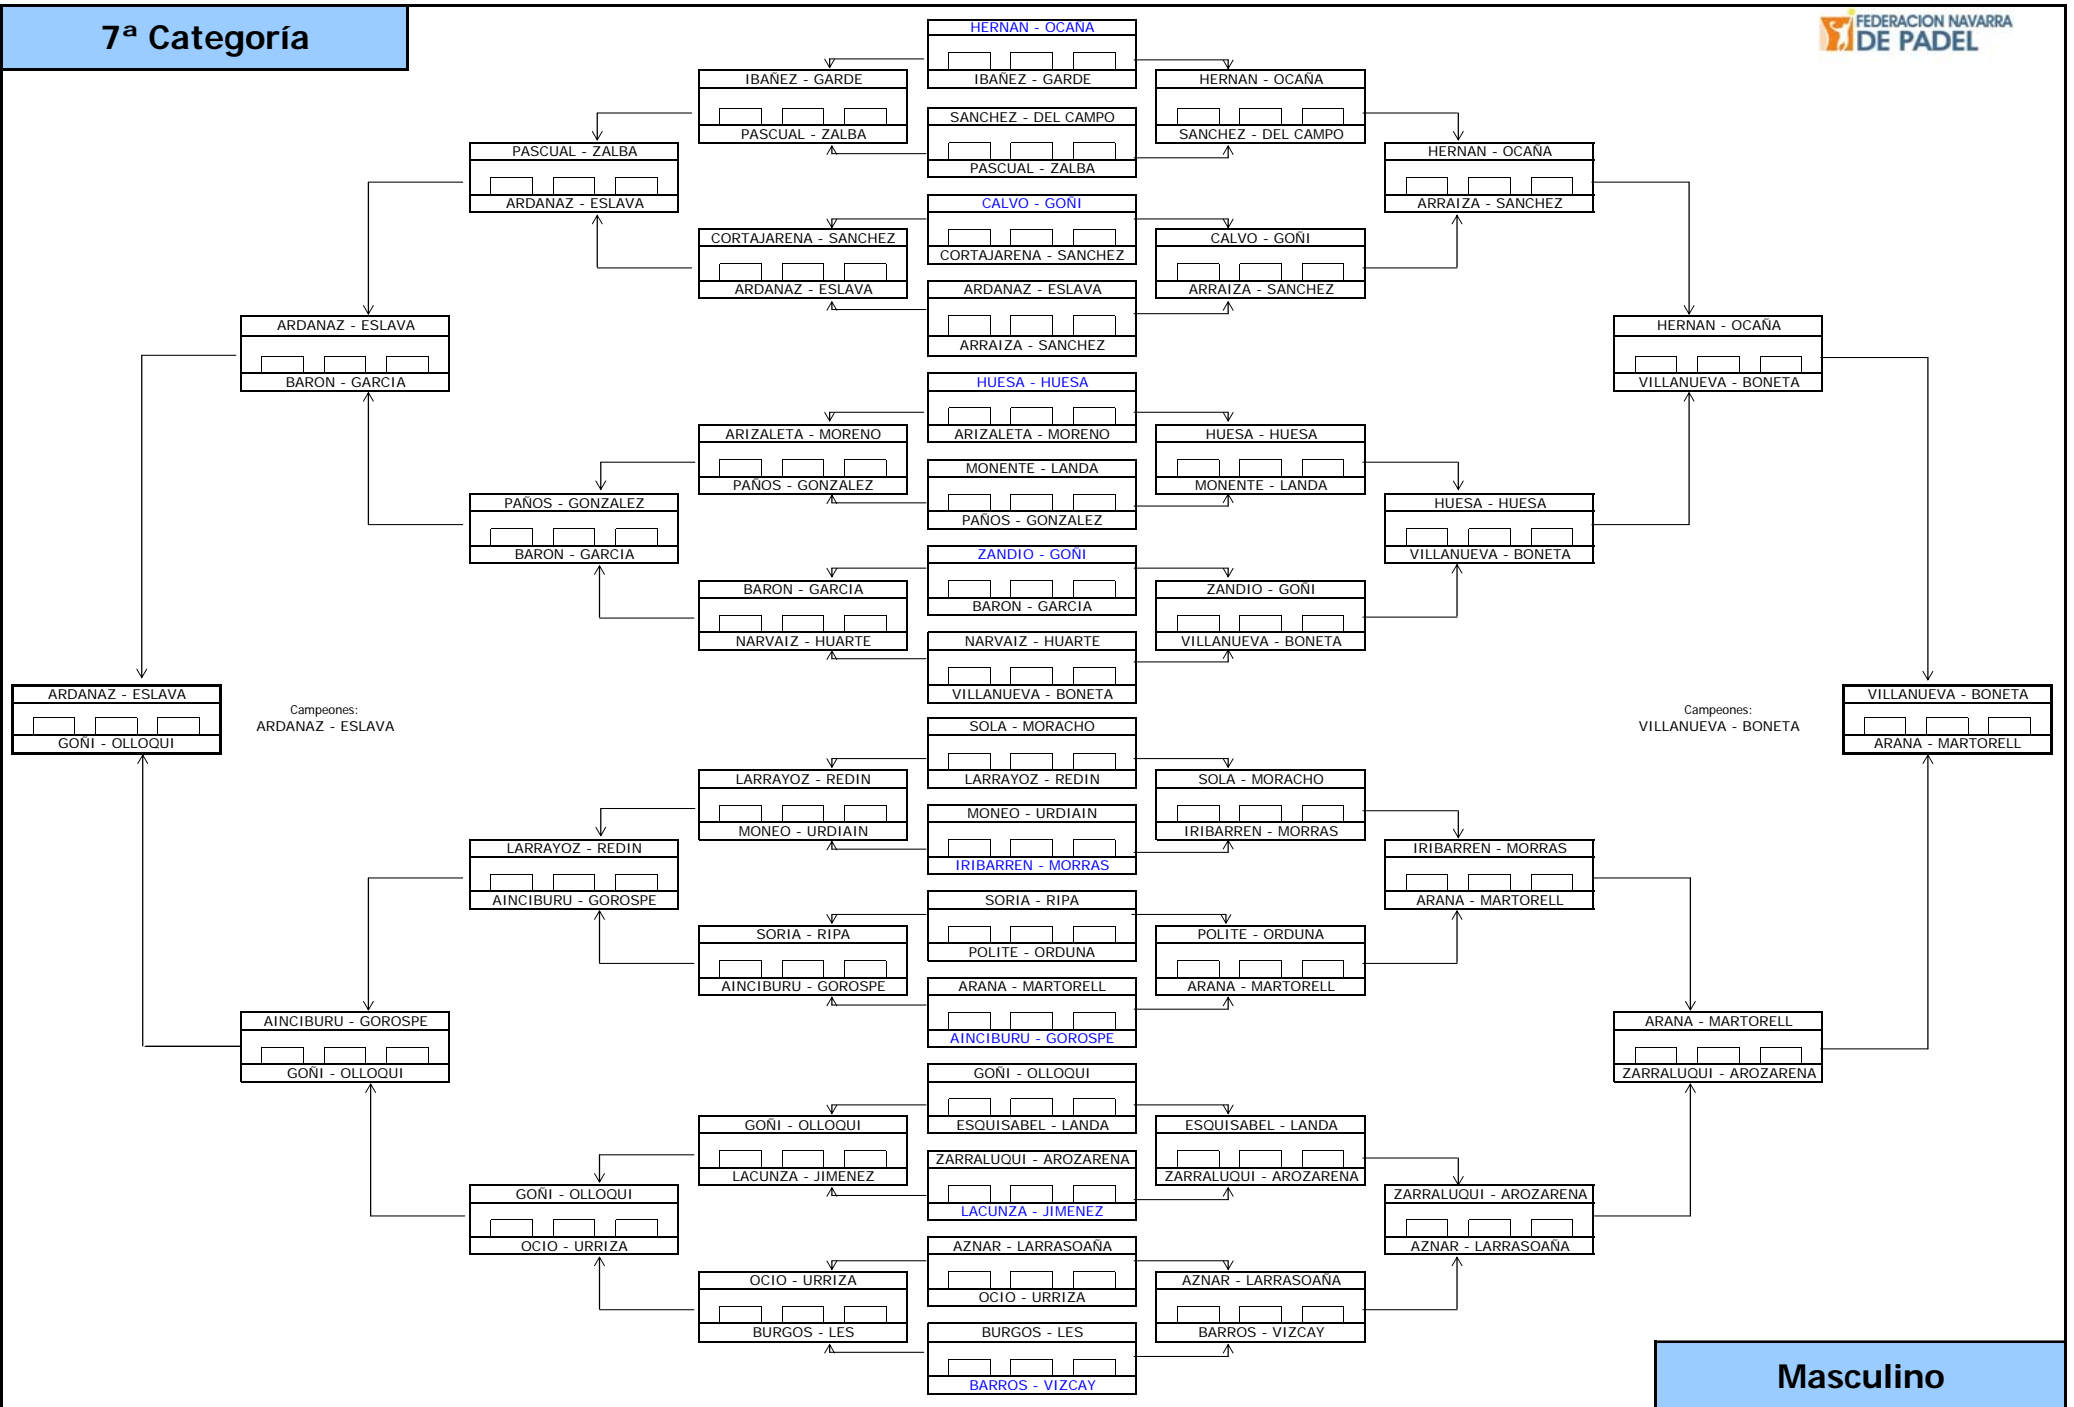 7ª Categoría
FEDERACION NAVARRA
DE PADEL
HERNAN - OCAÑA
IBAÑEZ - GARDE
SANCHEZ - DEL CAMPO
PASCUAL - ZALBA
CALVO - GOÑI
CORTAJARENA - SANCHEZ
ARDANAZ - ESLAVA
ARRAIZA - SANCHEZ
HUESA - HUESA
ARIZALETA - MORENO
MONENTE - LANDA
PAÑOS - GONZALEZ
ZANDIO - GOÑI
BARON - GARCIA
NARVAIZ - HUARTE
VILLANUEVA - BONETA
SOLA - MORACHO
LARRAYOZ - REDIN
MONEO - URDIAIN
IRIBARREN - MORRAS
SORIA - RIPA
POLITE - ORDUNA
ARANA - MARTORELL
AINCIBURU - GOROSPE
GOÑI - OLLOQUI
ESQUISABEL - LANDA
ZARRALUQUI - AROZARENA
LACUNZA - JIMENEZ
AZNAR - LARRASOAÑA
OCIO - URRIZA
BURGOS - LES
BARROS - VIZCAY
IBAÑEZ - GARDE
PASCUAL - ZALBA
CORTAJARENA - SANCHEZ
ARDANAZ - ESLAVA
ARIZALETA - MORENO
PAÑOS - GONZALEZ
BARON - GARCIA
NARVAIZ - HUARTE
LARRAYOZ - REDIN
MONEO - URDIAIN
SORIA - RIPA
AINCIBURU - GOROSPE
GOÑI - OLLOQUI
LACUNZA - JIMENEZ
OCIO - URRIZA
BURGOS - LES
PASCUAL - ZALBA
ARDANAZ - ESLAVA
PAÑOS - GONZALEZ
BARON - GARCIA
LARRAYOZ - REDIN
AINCIBURU - GOROSPE
GOÑI - OLLOQUI
OCIO - URRIZA
ARDANAZ - ESLAVA
BARON - GARCIA
AINCIBURU - GOROSPE
GOÑI - OLLOQUI
ARDANAZ - ESLAVA
GOÑI - OLLOQUI
Campeones:
ARDANAZ - ESLAVA
HERNAN - OCAÑA
SANCHEZ - DEL CAMPO
CALVO - GOÑI
ARRAIZA - SANCHEZ
HUESA - HUESA
MONENTE - LANDA
ZANDIO - GOÑI
VILLANUEVA - BONETA
SOLA - MORACHO
IRIBARREN - MORRAS
POLITE - ORDUNA
ARANA - MARTORELL
ESQUISABEL - LANDA
ZARRALUQUI - AROZARENA
AZNAR - LARRASOAÑA
BARROS - VIZCAY
HERNAN - OCAÑA
ARRAIZA - SANCHEZ
HUESA - HUESA
VILLANUEVA - BONETA
IRIBARREN - MORRAS
ARANA - MARTORELL
ZARRALUQUI - AROZARENA
AZNAR - LARRASOAÑA
HERNAN - OCAÑA
VILLANUEVA - BONETA
ARANA - MARTORELL
ZARRALUQUI - AROZARENA
Campeones:
VILLANUEVA - BONETA
VILLANUEVA - BONETA
ARANA - MARTORELL
Masculino